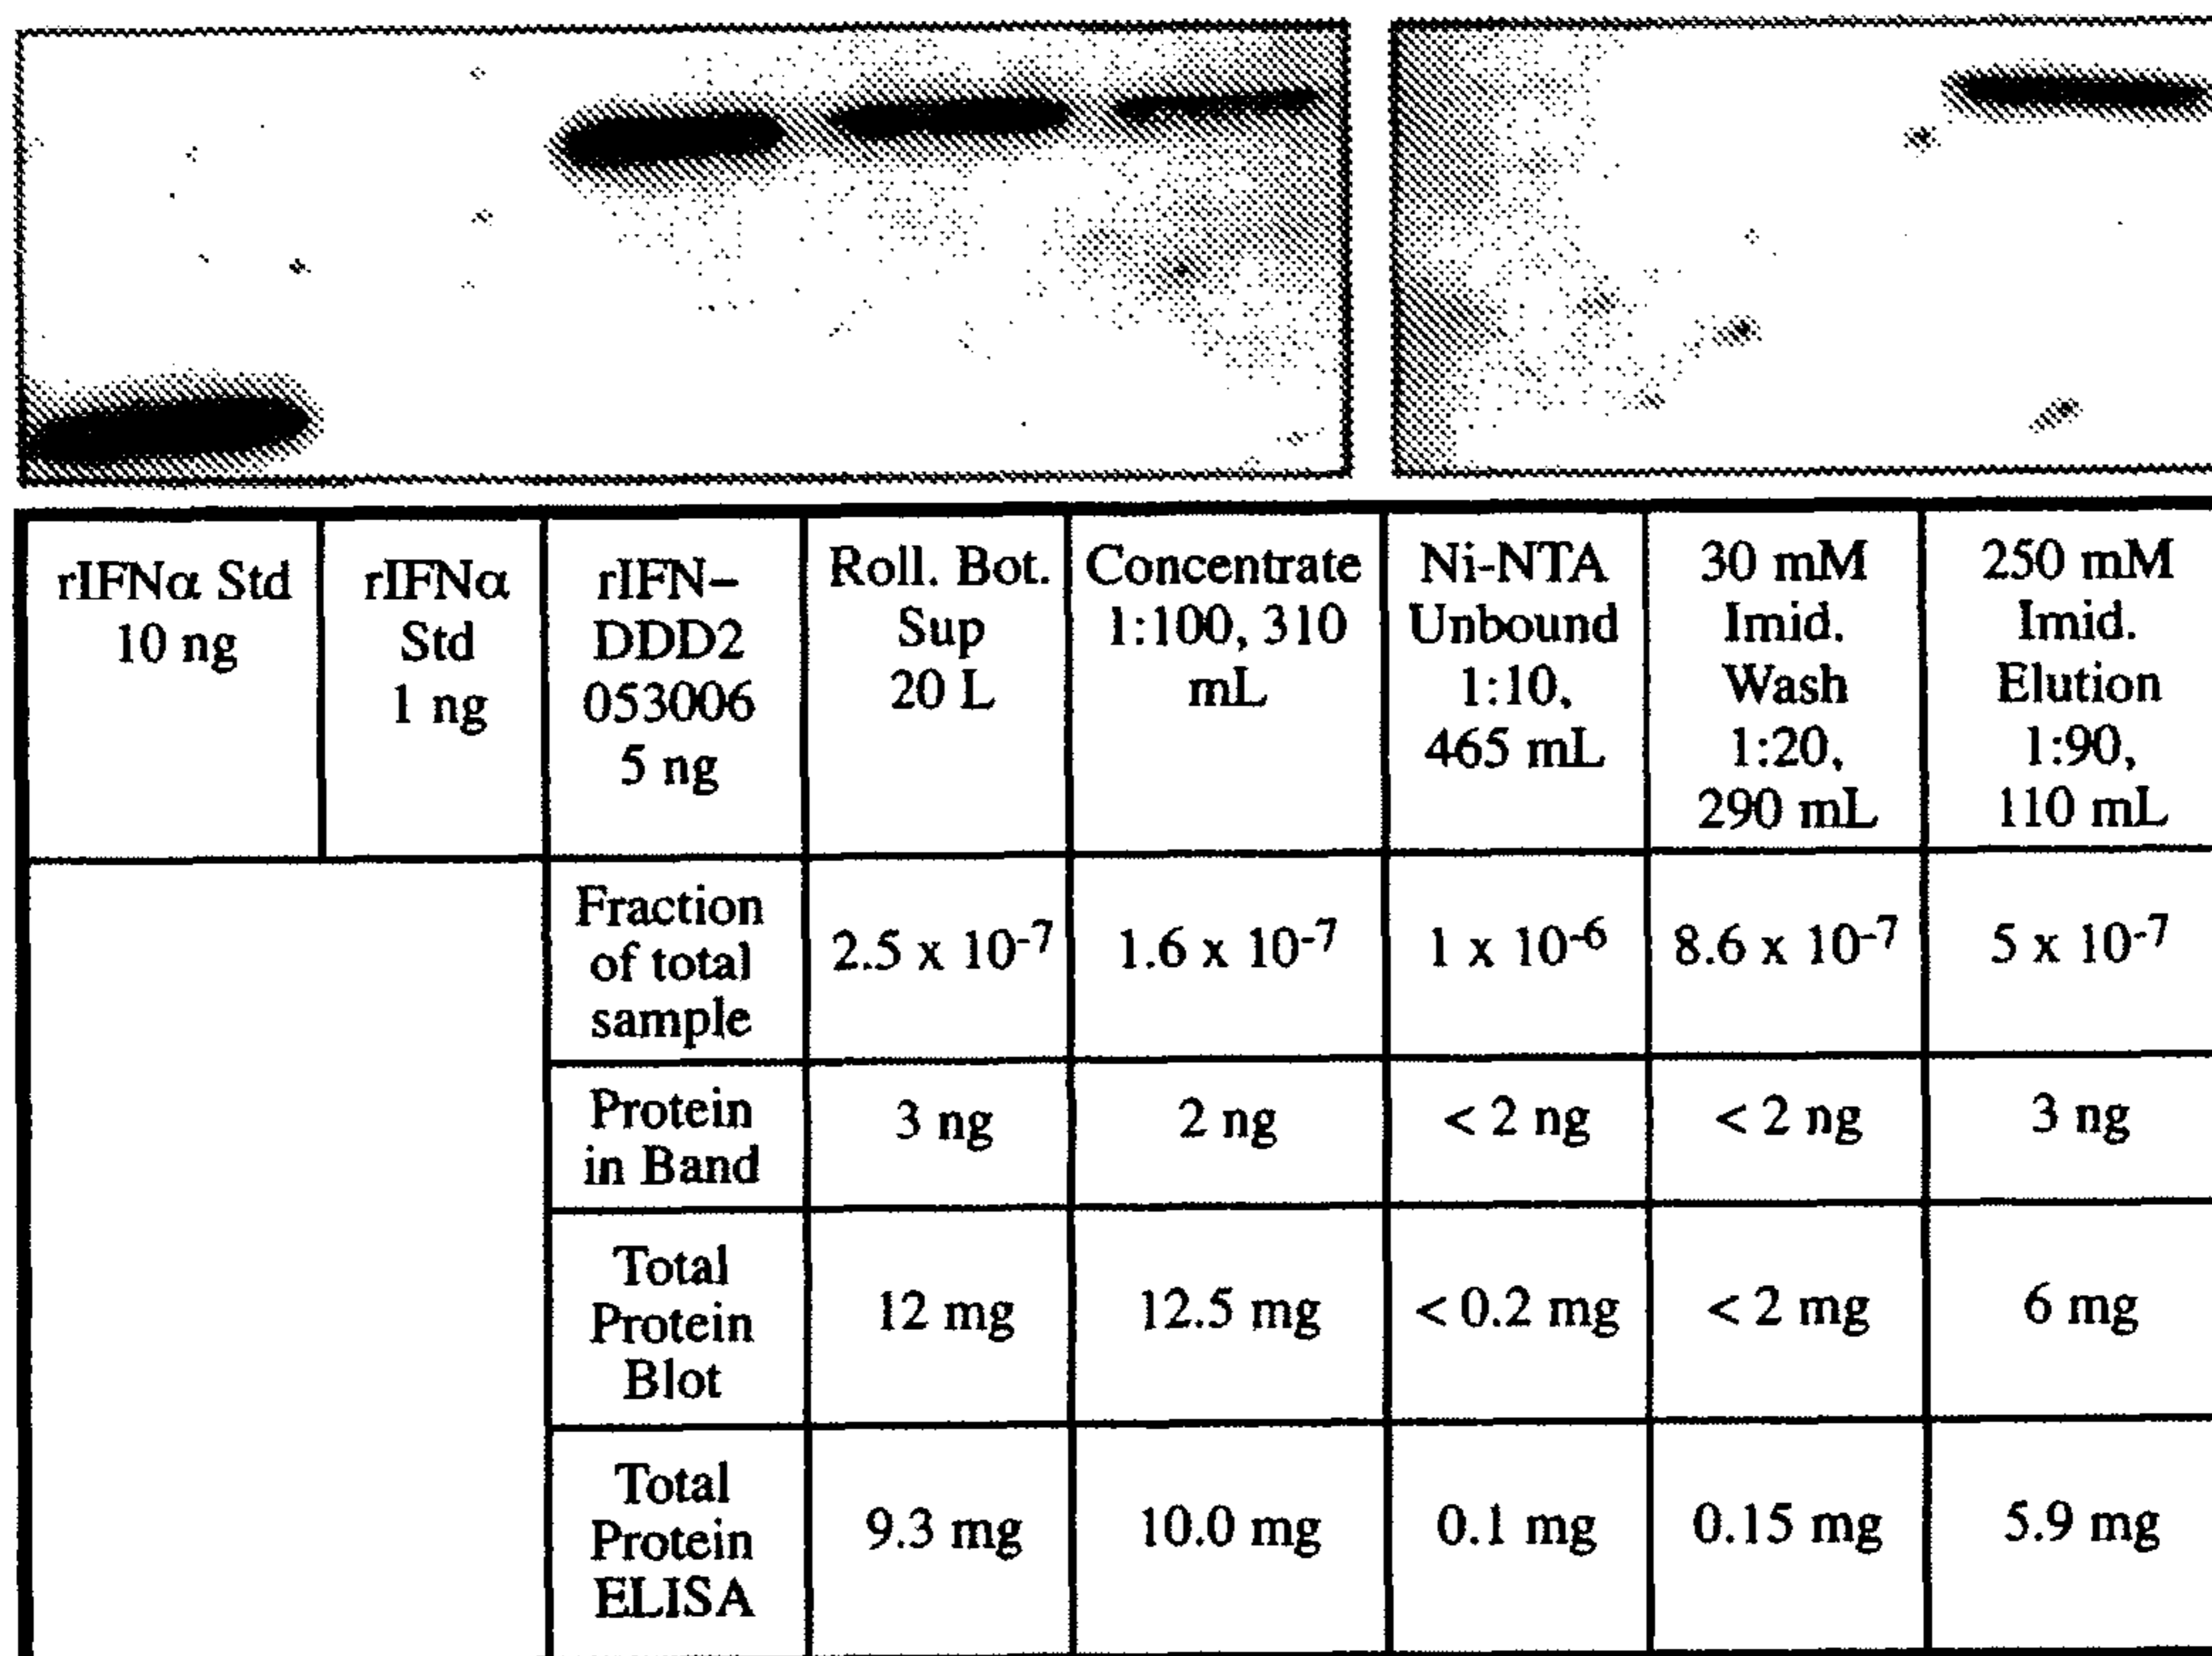 rIFNα Std
10 ng
rIFNα
Std
1 ng
rIFN–
DDD2
053006
5 ng
Roll. Bot.
Sup
20 L
Concentrate
1:100, 310
mL
Ni-NTA
Unbound
1:10,
465 mL
30 mM
Imid.
Wash
1:20,
290 mL
250 mM
Imid.
Elution
1:90,
110 mL
Fraction
of total
sample
2.5 x 10⁻⁷
1.6 x 10⁻⁷
1 x 10⁻⁶
8.6 x 10⁻⁷
5 x 10⁻⁷
Protein
in Band
3 ng
2 ng
< 2 ng
< 2 ng
3 ng
Total
Protein
Blot
12 mg
12.5 mg
< 0.2 mg
< 2 mg
6 mg
Total
Protein
ELISA
9.3 mg
10.0 mg
0.1 mg
0.15 mg
5.9 mg